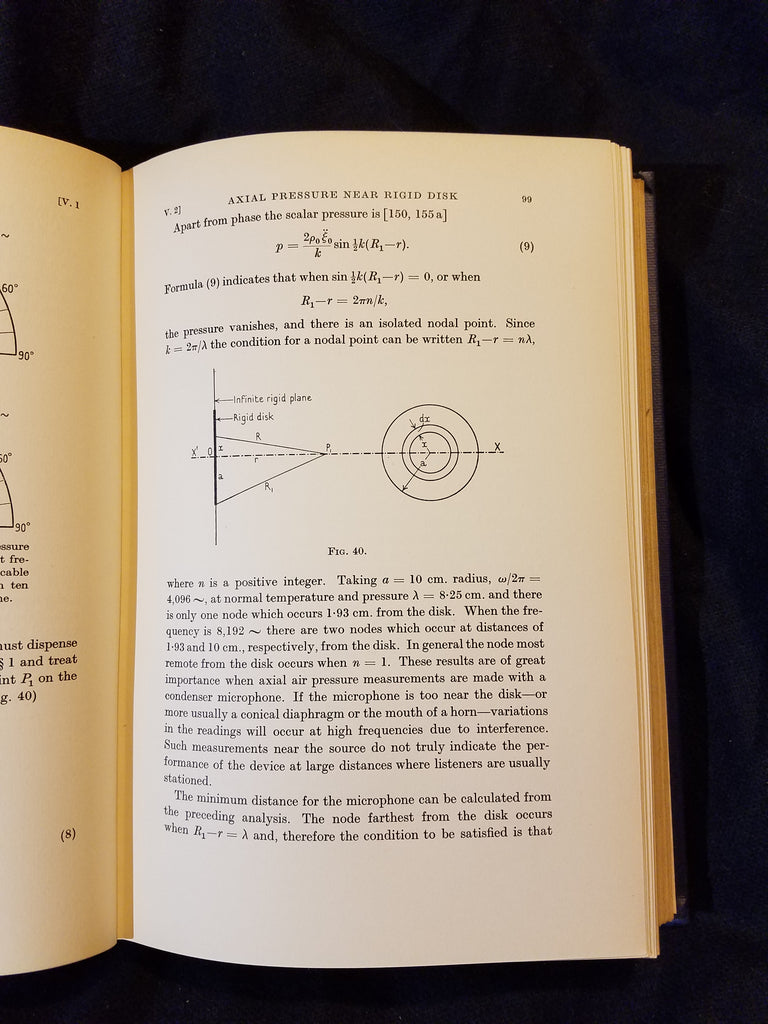 [V. 1
~
60°
90°
~
60°
90°
ssure
t fre-
cable
n ten
ne.
must dispense
§ 1 and treat
int P₁ on the
g. 40)
(8)
V. 2] AXIAL PRESSURE NEAR RIGID DISK 99
Apart from phase the scalar pressure is [150, 155 a]
p = 2ρ₀ξ̈₀/k sin ½k(R₁−r). (9)
Formula (9) indicates that when sin ½k(R₁−r) = 0, or when
R₁−r = 2πn/k,
the pressure vanishes, and there is an isolated nodal point. Since
k = 2π/λ the condition for a nodal point can be written R₁−r = nλ,
Infinite rigid plane
Rigid disk
X' O x R r P₁ a R₁
dx x a X
FIG. 40.
where n is a positive integer. Taking a = 10 cm. radius, ω/2π =
4,096 ~, at normal temperature and pressure λ = 8·25 cm. and there
is only one node which occurs 1·93 cm. from the disk. When the fre-
quency is 8,192 ~ there are two nodes which occur at distances of
1·93 and 10 cm., respectively, from the disk. In general the node most
remote from the disk occurs when n = 1. These results are of great
importance when axial air pressure measurements are made with a
condenser microphone. If the microphone is too near the disk—or
more usually a conical diaphragm or the mouth of a horn—variations
in the readings will occur at high frequencies due to interference.
Such measurements near the source do not truly indicate the per-
formance of the device at large distances where listeners are usually
stationed.
The minimum distance for the microphone can be calculated from
the preceding analysis. The node farthest from the disk occurs
when R₁−r = λ and, therefore the condition to be satisfied is that